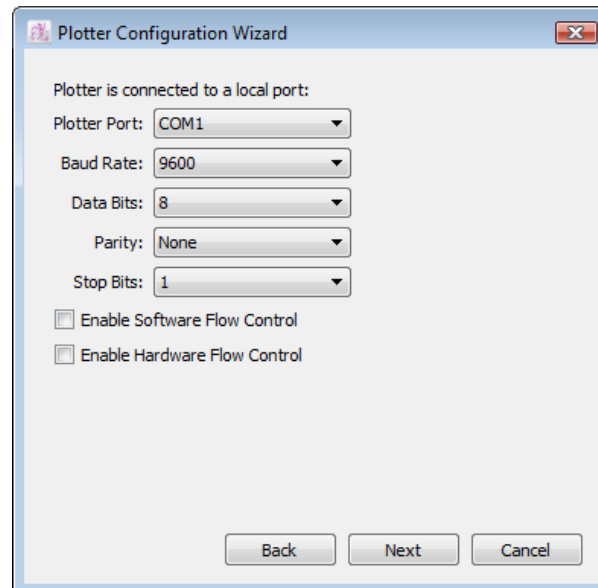 Plotter Configuration Wizard
Plotter is connected to a local port:
Plotter Port: COM1
Baud Rate: 9600
Data Bits: 8
Parity: None
Stop Bits: 1
Enable Software Flow Control
Enable Hardware Flow Control
Back Next Cancel